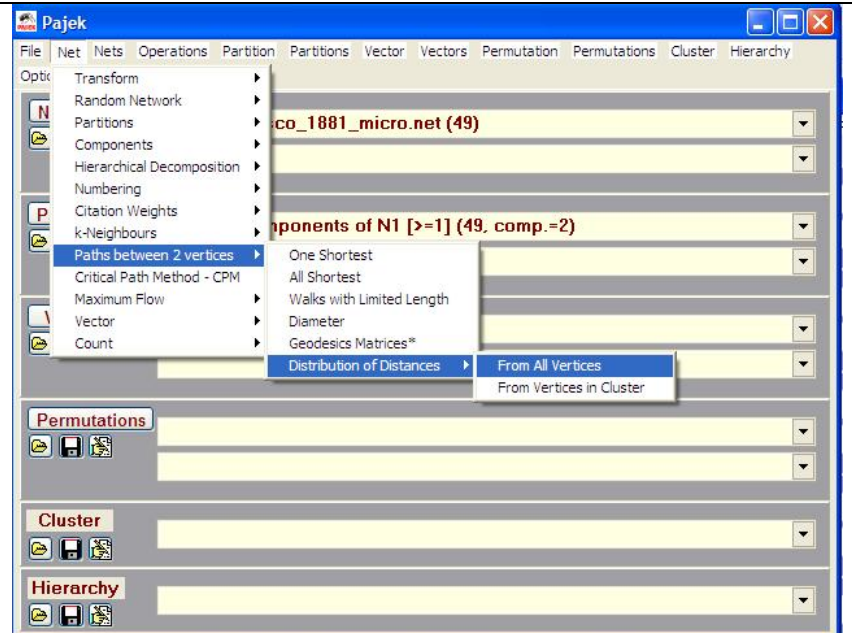 Pajek
File Net Nets Operations Partition Partitions Vector Vectors Permutation Permutations Cluster Hierarchy
Transform
Random Network
Partitions
Components
Hierarchical Decomposition
Numbering
Citation Weights
k-Neighbours
Paths between 2 vertices
Critical Path Method - CPM
Maximum Flow
Vector
Count
sco_1881_micro.net (49)
ponents of N1 [>=1] (49, comp.=2)
One Shortest
All Shortest
Walks with Limited Length
Diameter
Geodesics Matrices*
Distribution of Distances
From All Vertices
From Vertices in Cluster
Permutations
Cluster
Hierarchy